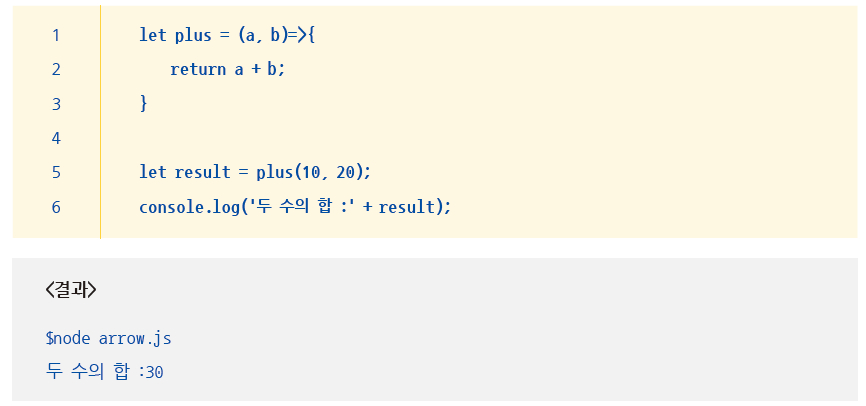 1 let plus = (a, b)=>{
2 return a + b;
3 }
4
5 let result = plus(10, 20);
6 console.log('두 수의 합 :' + result);
<결과>
$node arrow.js
두 수의 합 :30